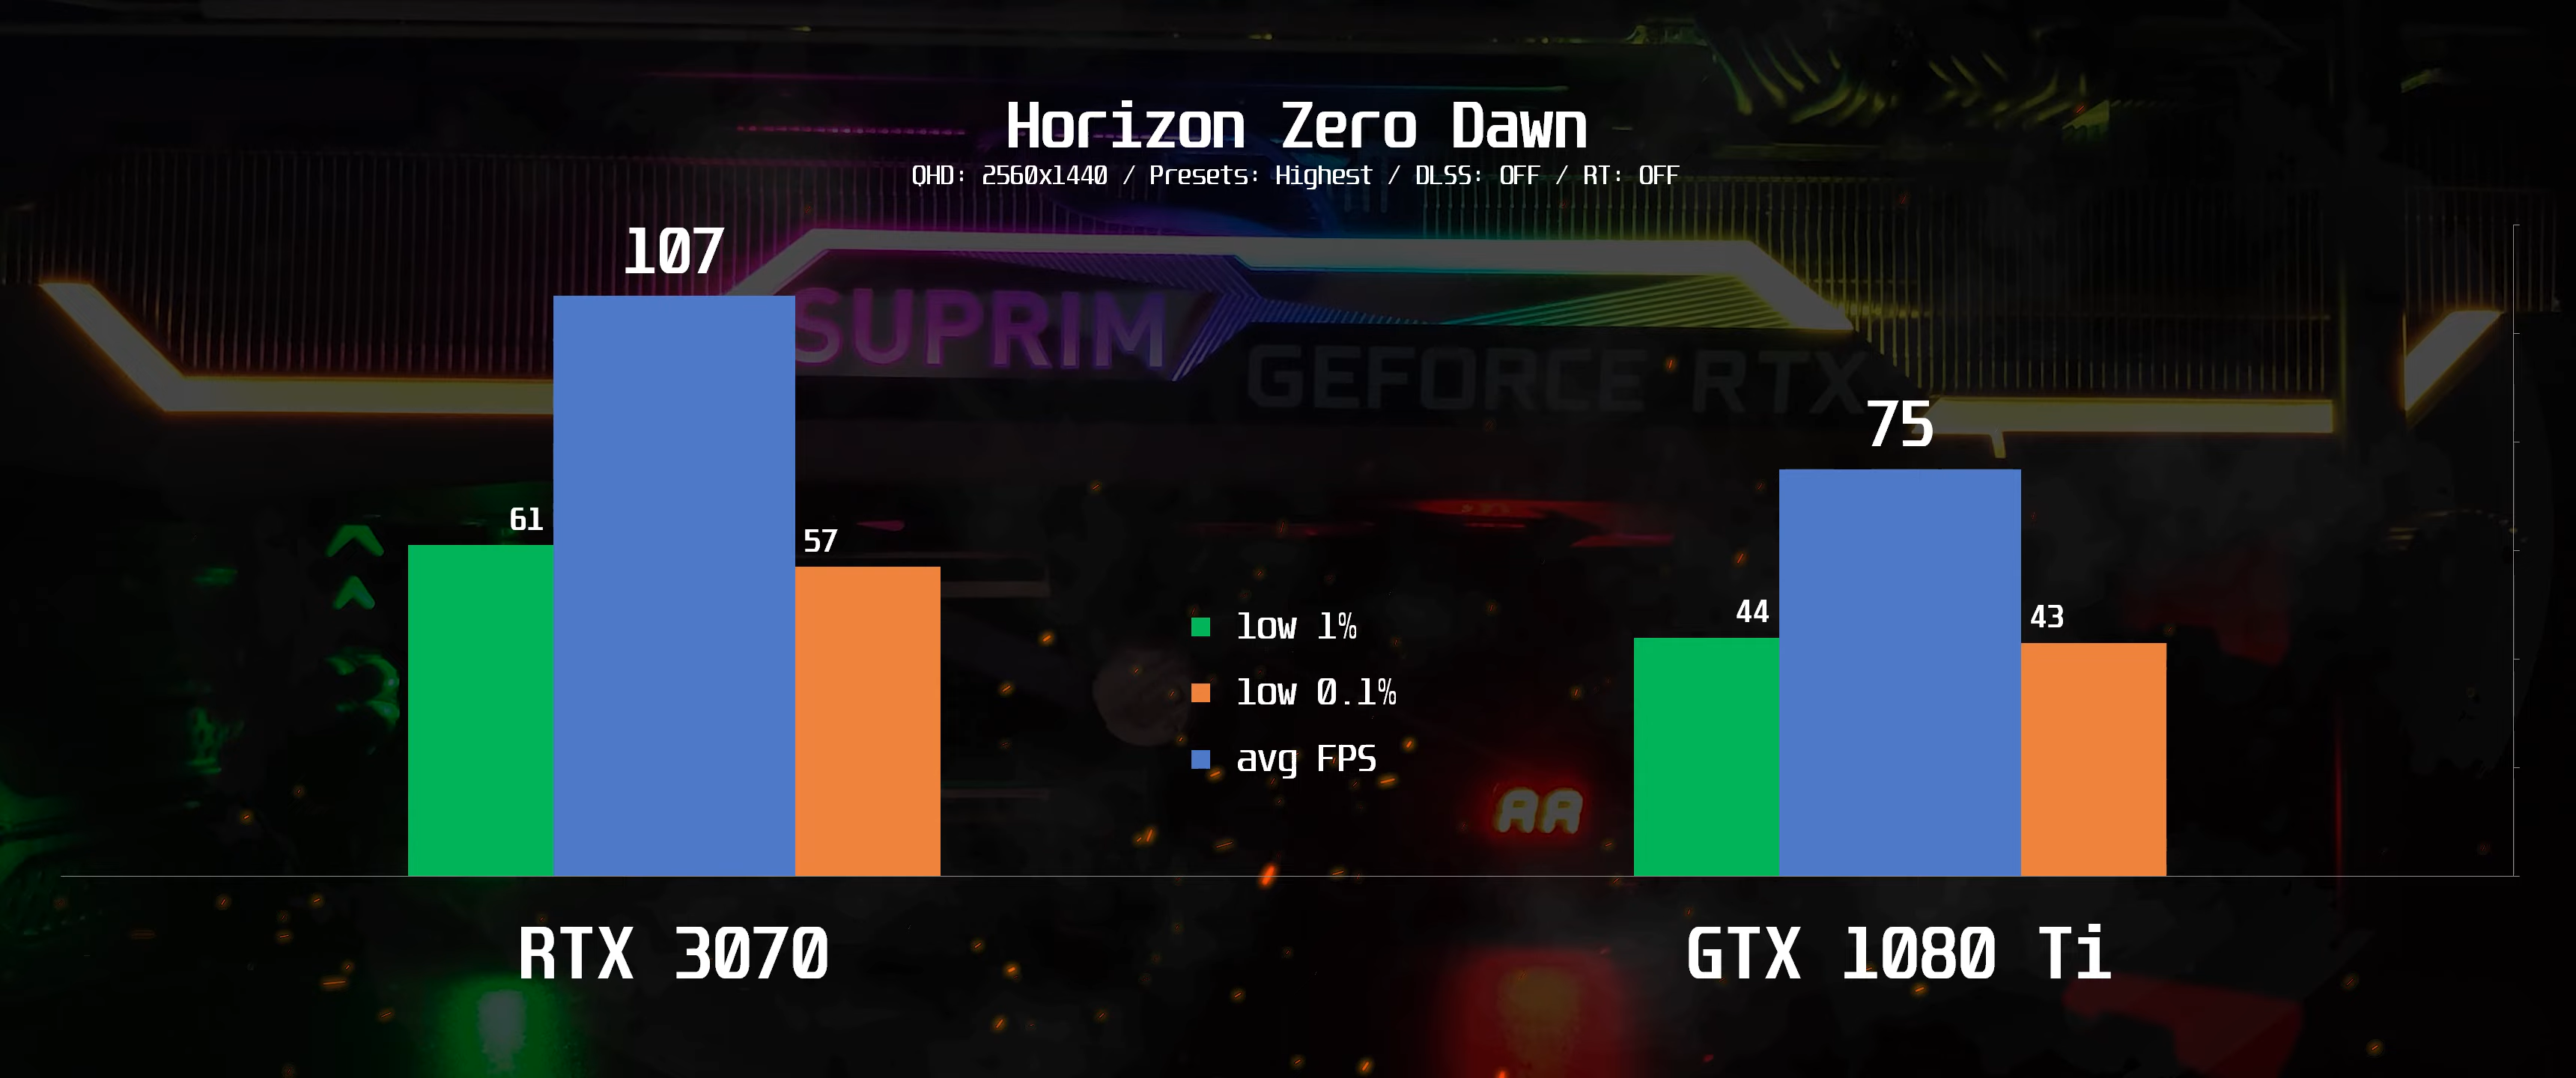 Horizon Zero Dawn
QHD: 2560x1440 / Presets: Highest / DLSS: OFF / RT: OFF
107
SUPRIM
GEFORCE RTX
75
61
57
44
43
low 1%
low 0.1%
avg FPS
AA
RTX 3070
GTX 1080 Ti